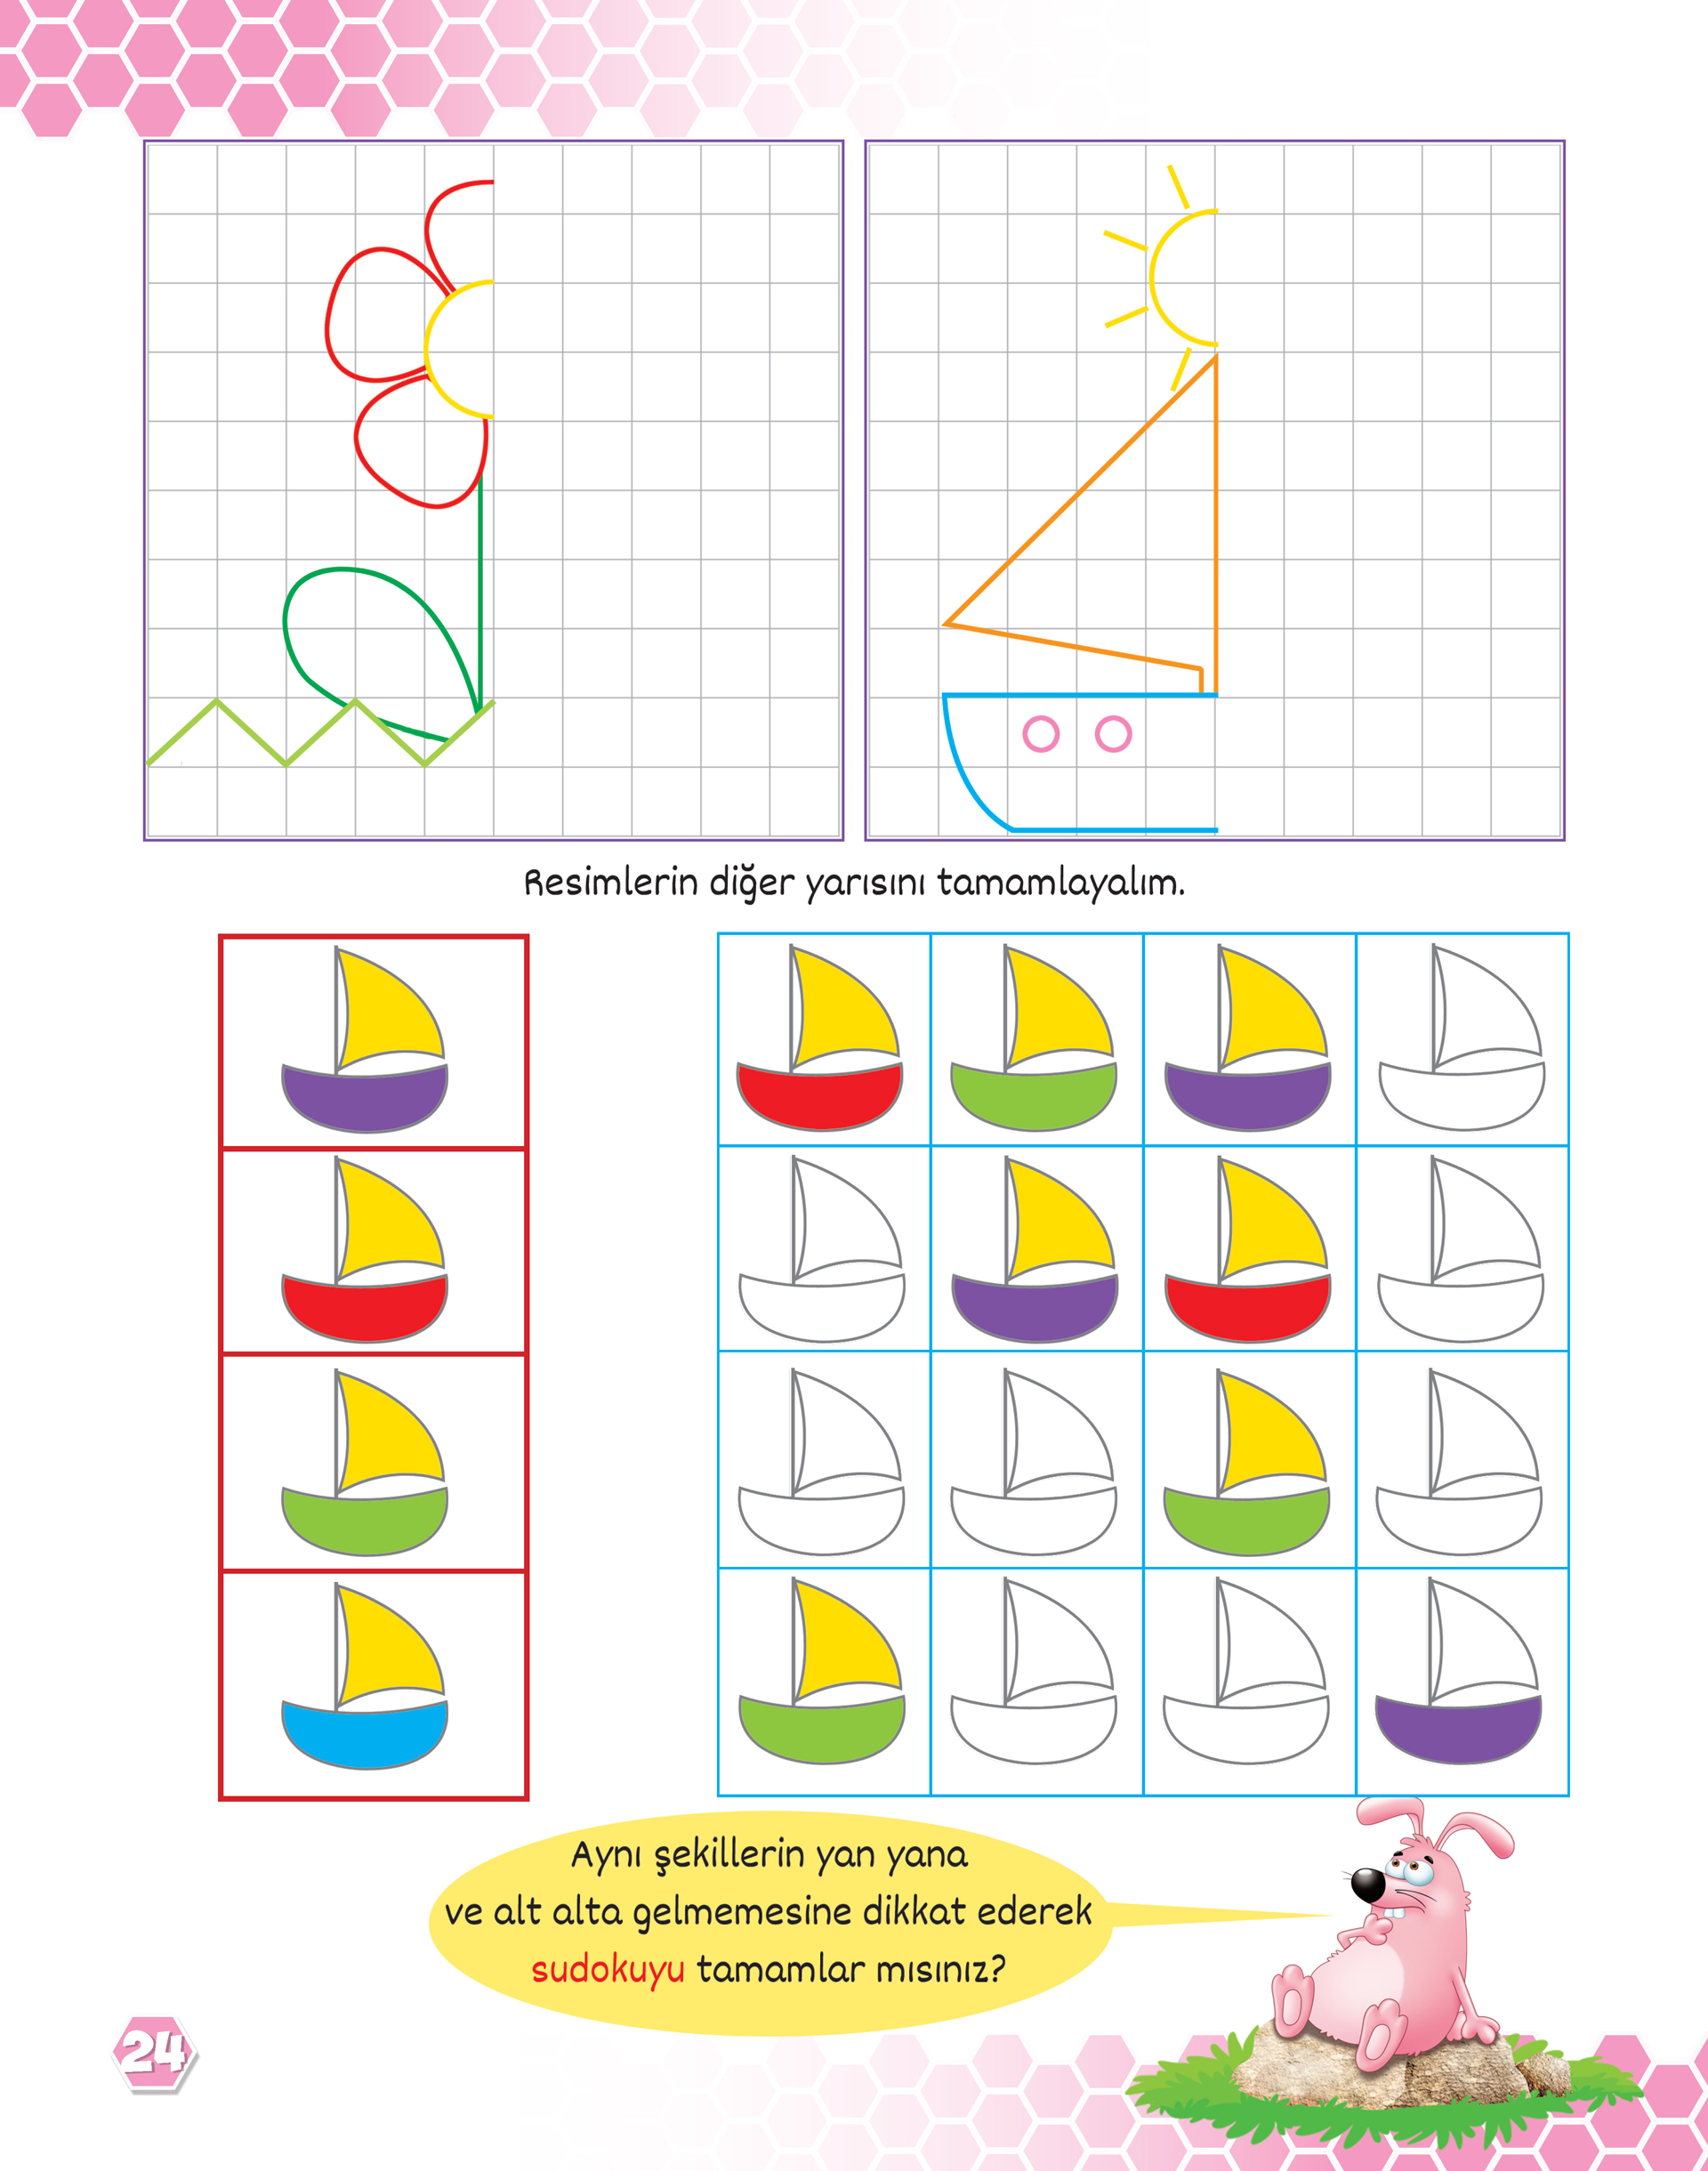 Resimlerin diğer yarısını tamamlayalım.
Aynı şekillerin yan yana
ve alt alta gelmemesine dikkat ederek
sudokuyu tamamlar mısınız?
24